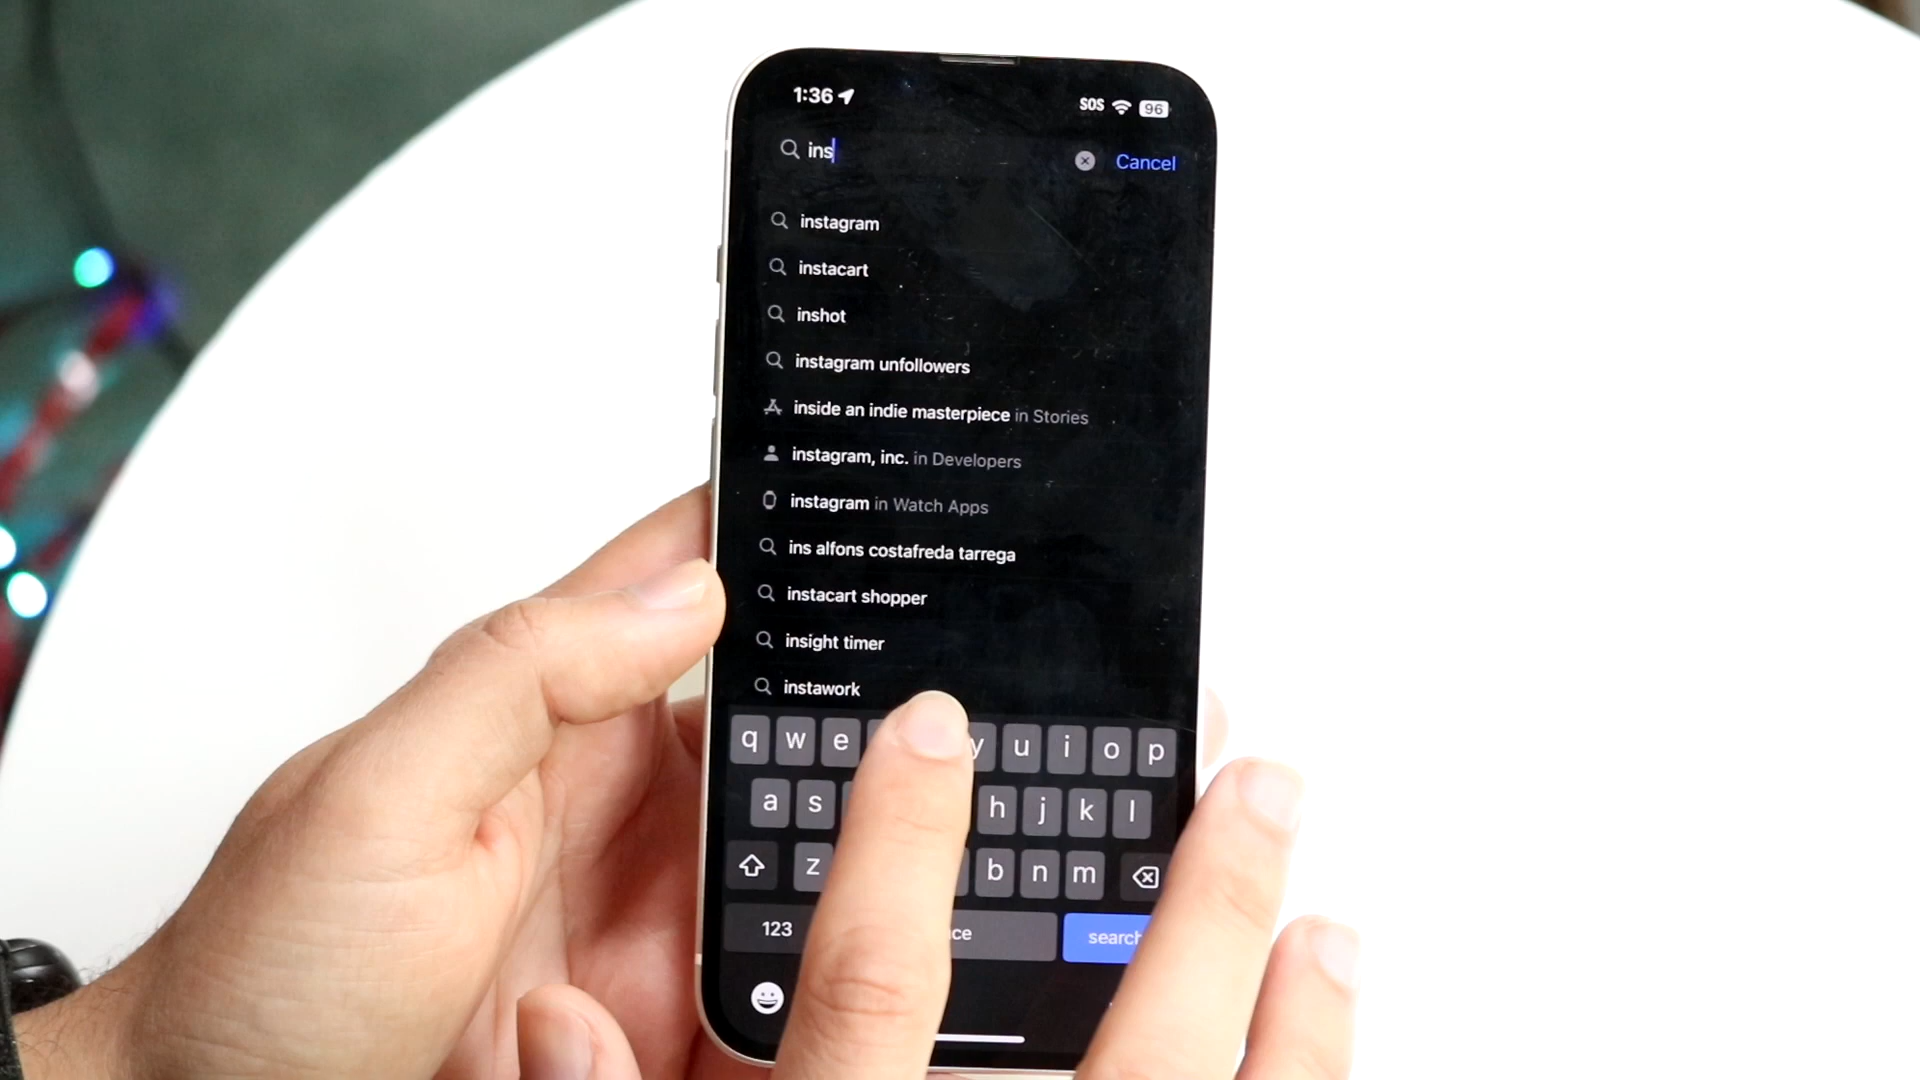 1:36 SOS 96
ins Cancel
instagram
instacart
inshot
instagram unfollowers
inside an indie masterpiece in Stories
instagram, inc. in Developers
instagram in Watch Apps
ins alfons costafreda tarrega
instacart shopper
insight timer
instawork
q w e y u i o p
a s h j k l
z b n m
123 search